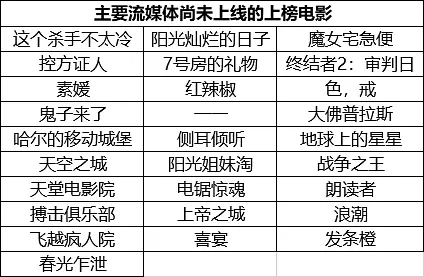 主要流媒体尚未上线的上榜电影
这个杀手不太冷 阳光灿烂的日子 魔女宅急便
控方证人 7号房的礼物 终结者2：审判日
素媛 红辣椒 色，戒
鬼子来了 —— 大佛普拉斯
哈尔的移动城堡 侧耳倾听 地球上的星星
天空之城 阳光姐妹淘 战争之王
天堂电影院 电锯惊魂 朗读者
搏击俱乐部 上帝之城 浪潮
飞越疯人院 喜宴 发条橙
春光乍泄